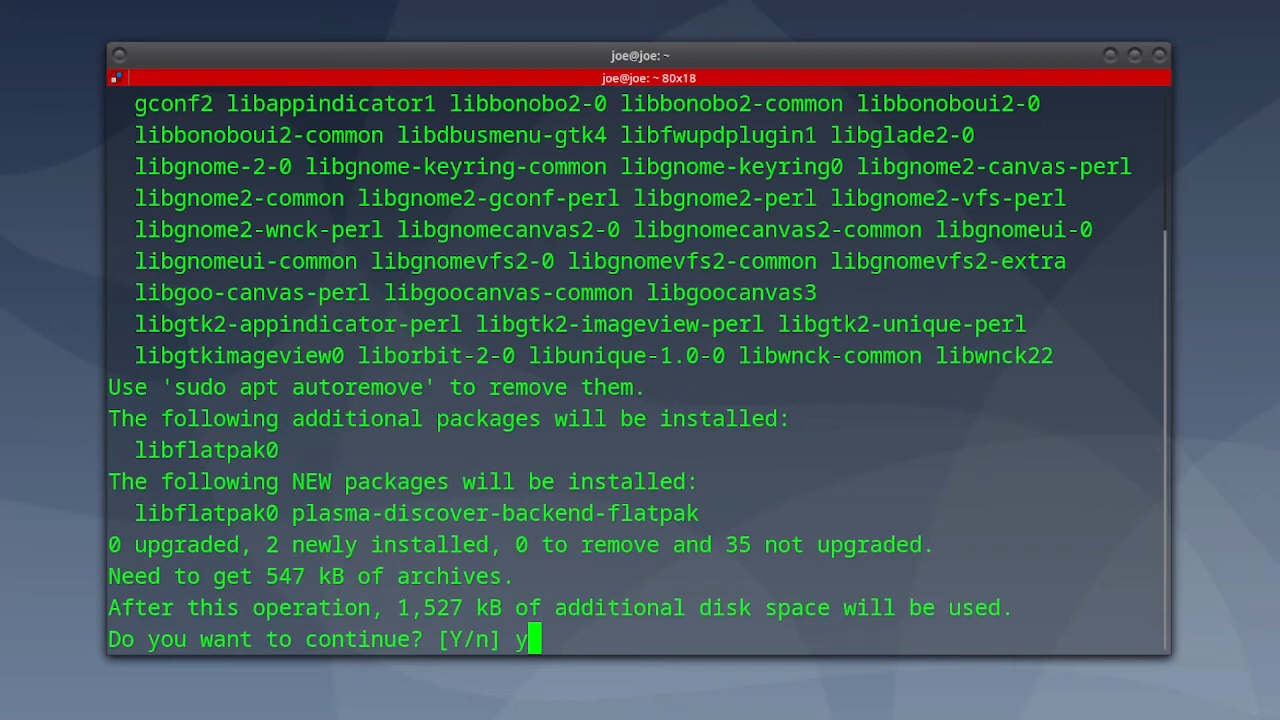 joe@joe: ~
joe@joe: ~ 80x18
gconf2 libappindicator1 libbonobo2-0 libbonobo2-common libbonoboui2-0
libbonoboui2-common libdbusmenu-gtk4 libfwupdplugin1 libglade2-0
libgnome-2-0 libgnome-keyring-common libgnome-keyring0 libgnome2-canvas-perl
libgnome2-common libgnome2-gconf-perl libgnome2-perl libgnome2-vfs-perl
libgnome2-wnck-perl libgnomecanvas2-0 libgnomecanvas2-common libgnomeui-0
libgnomeui-common libgnomevfs2-0 libgnomevfs2-common libgnomevfs2-extra
libgoo-canvas-perl libgoocanvas-common libgoocanvas3
libgtk2-appindicator-perl libgtk2-imageview-perl libgtk2-unique-perl
libgtkimageview0 liborbit-2-0 libunique-1.0-0 libwnck-common libwnck22
Use 'sudo apt autoremove' to remove them.
The following additional packages will be installed:
libflatpak0
The following NEW packages will be installed:
libflatpak0 plasma-discover-backend-flatpak
0 upgraded, 2 newly installed, 0 to remove and 35 not upgraded.
Need to get 547 kB of archives.
After this operation, 1,527 kB of additional disk space will be used.
Do you want to continue? [Y/n] y